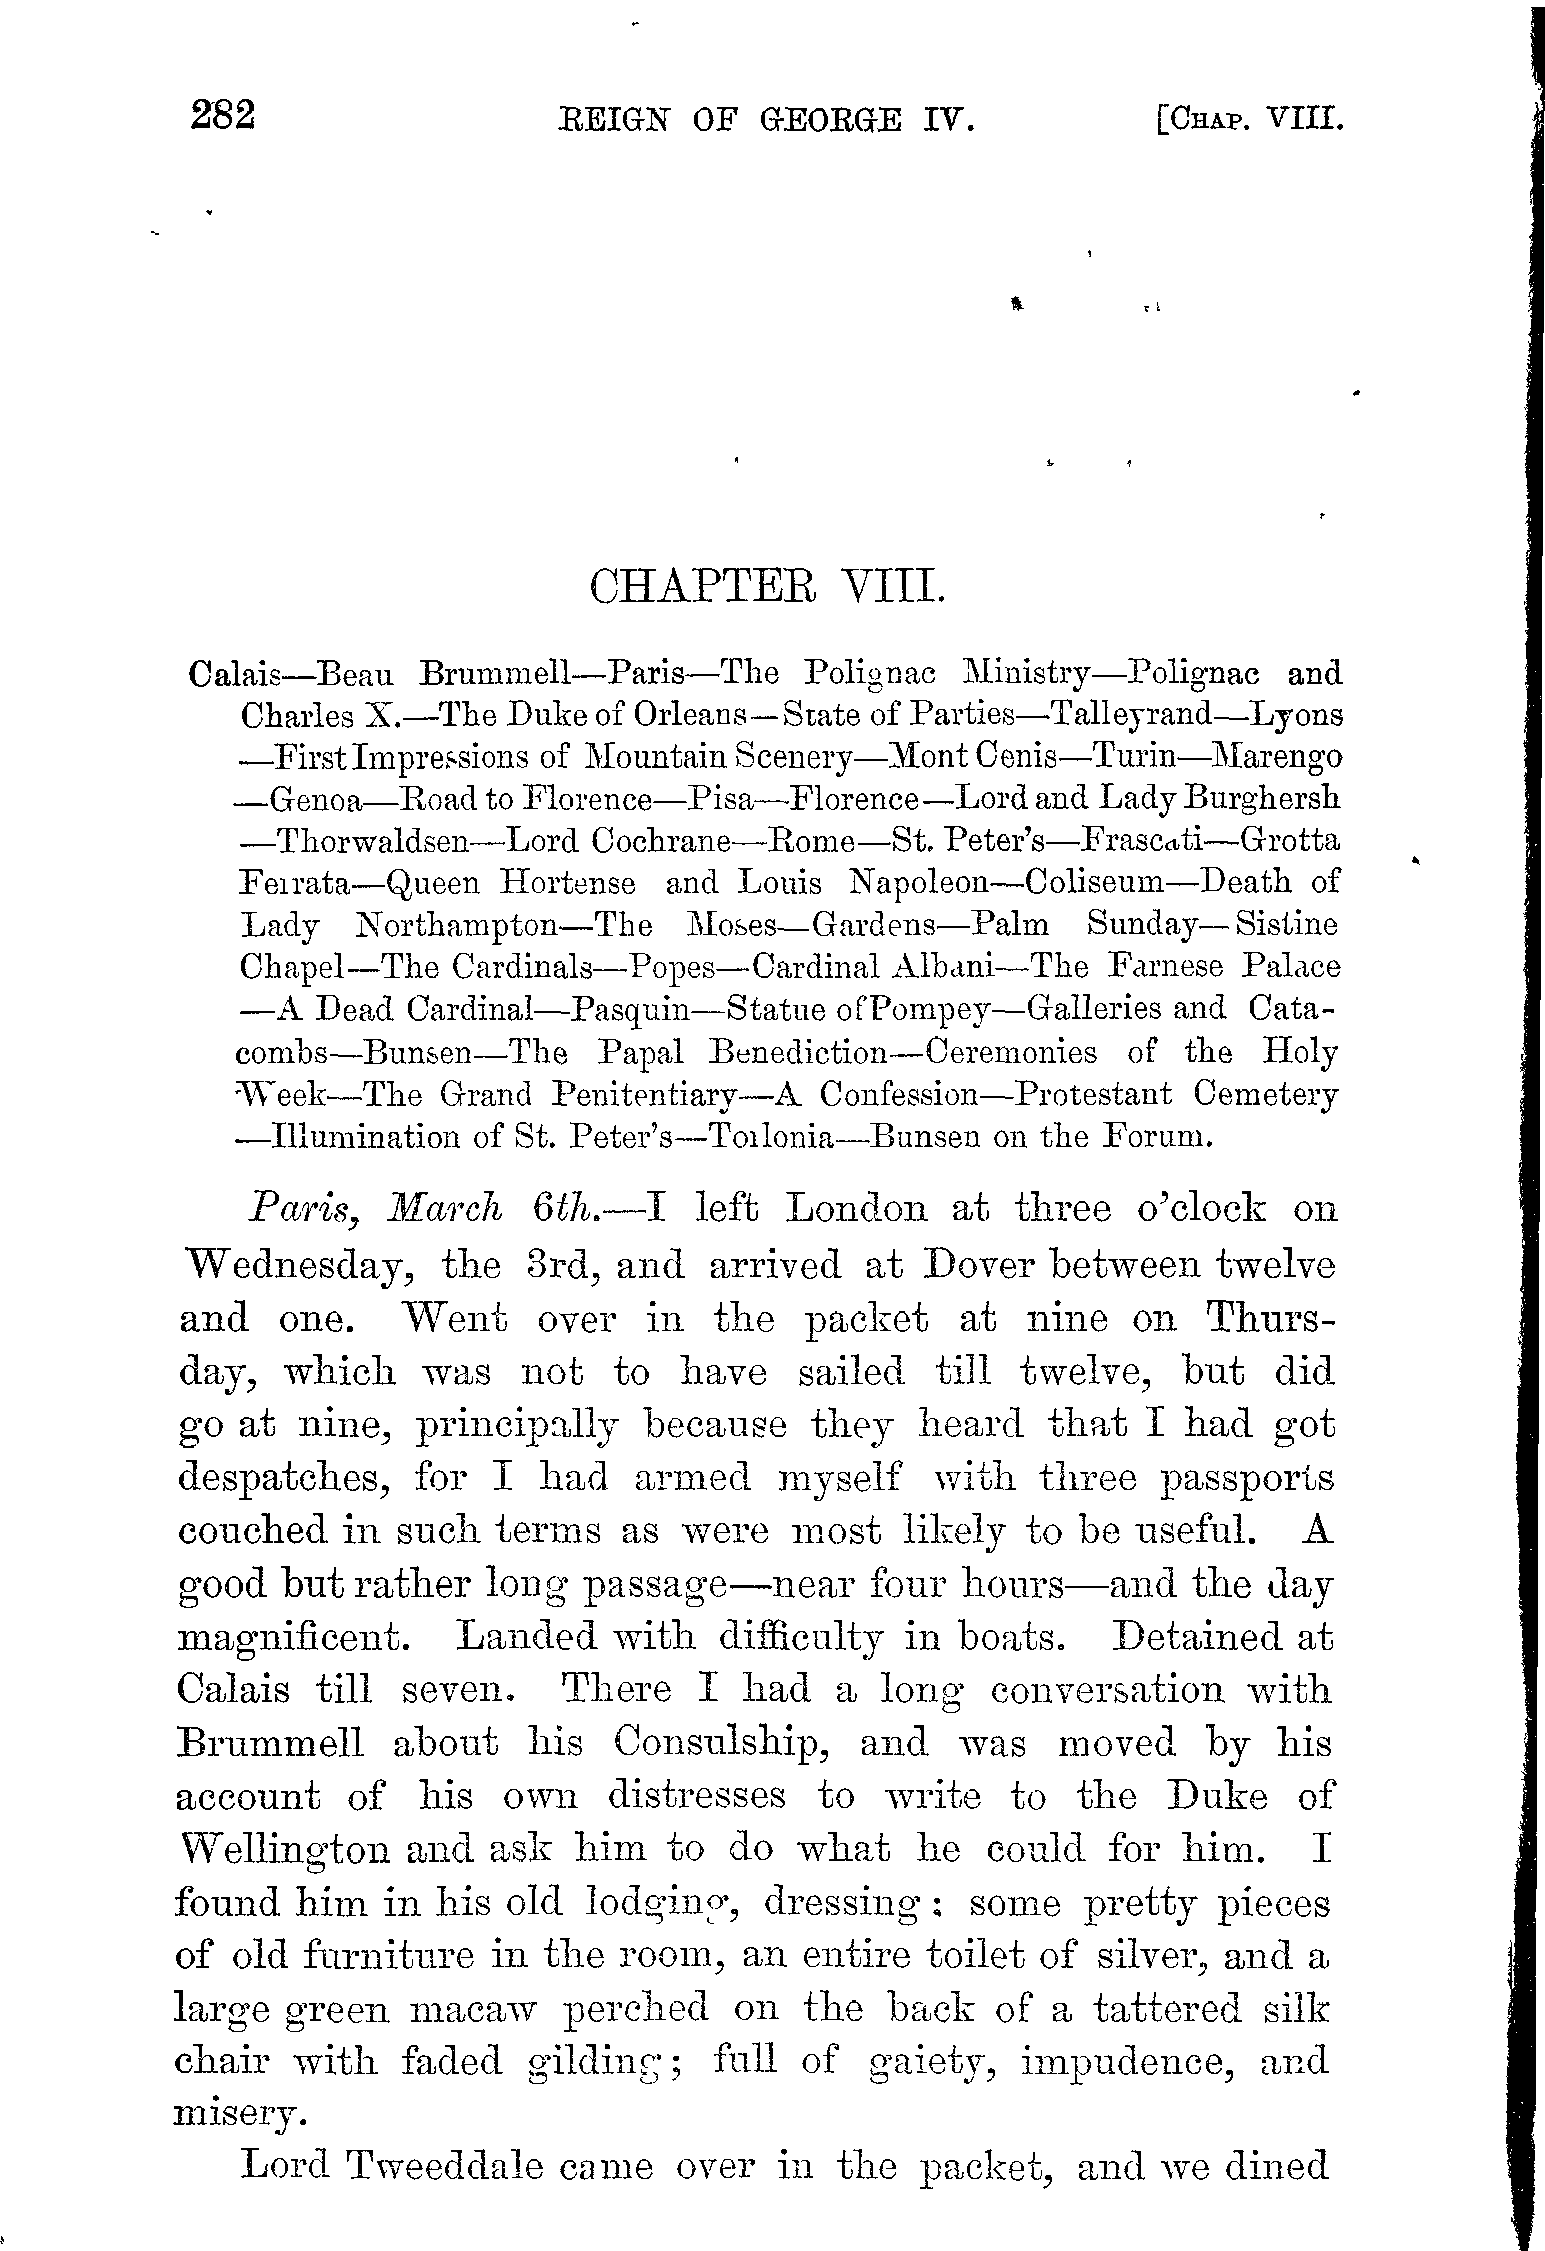 282 REIGN OF GEORGE IV. [CHAP. VIII.
CHAPTER VIII.
Calais—Beau Brummell—Paris—The Polignac Ministry—Polignac and
Charles X.—The Duke of Orleans—State of Parties—Talleyrand—Lyons
—First Impressions of Mountain Scenery—Mont Cenis—Turin—Marengo
—Genoa—Road to Florence—Pisa—Florence—Lord and Lady Burghersh
—Thorwaldsen—Lord Cochrane—Rome—St. Peter's—Frascati—Grotta
Ferrata—Queen Hortense and Louis Napoleon—Coliseum—Death of
Lady Northampton—The Moses—Gardens—Palm Sunday—Sistine
Chapel—The Cardinals—Popes—Cardinal Albani—The Farnese Palace
—A Dead Cardinal—Pasquin—Statue of Pompey—Galleries and Cata-
combs—Bunsen—The Papal Benediction—Ceremonies of the Holy
Week—The Grand Penitentiary—A Confession—Protestant Cemetery
—Illumination of St. Peter's—Torlonia—Bunsen on the Forum.
Paris, March 6th.—I left London at three o'clock on
Wednesday, the 3rd, and arrived at Dover between twelve
and one. Went over in the packet at nine on Thurs-
day, which was not to have sailed till twelve, but did
go at nine, principally because they heard that I had got
despatches, for I had armed myself with three passports
couched in such terms as were most likely to be useful. A
good but rather long passage—near four hours—and the day
magnificent. Landed with difficulty in boats. Detained at
Calais till seven. There I had a long conversation with
Brummell about his Consulship, and was moved by his
account of his own distresses to write to the Duke of
Wellington and ask him to do what he could for him. I
found him in his old lodging, dressing; some pretty pieces
of old furniture in the room, an entire toilet of silver, and a
large green macaw perched on the back of a tattered silk
chair with faded gilding; full of gaiety, impudence, and
misery.
Lord Tweeddale came over in the packet, and we dined